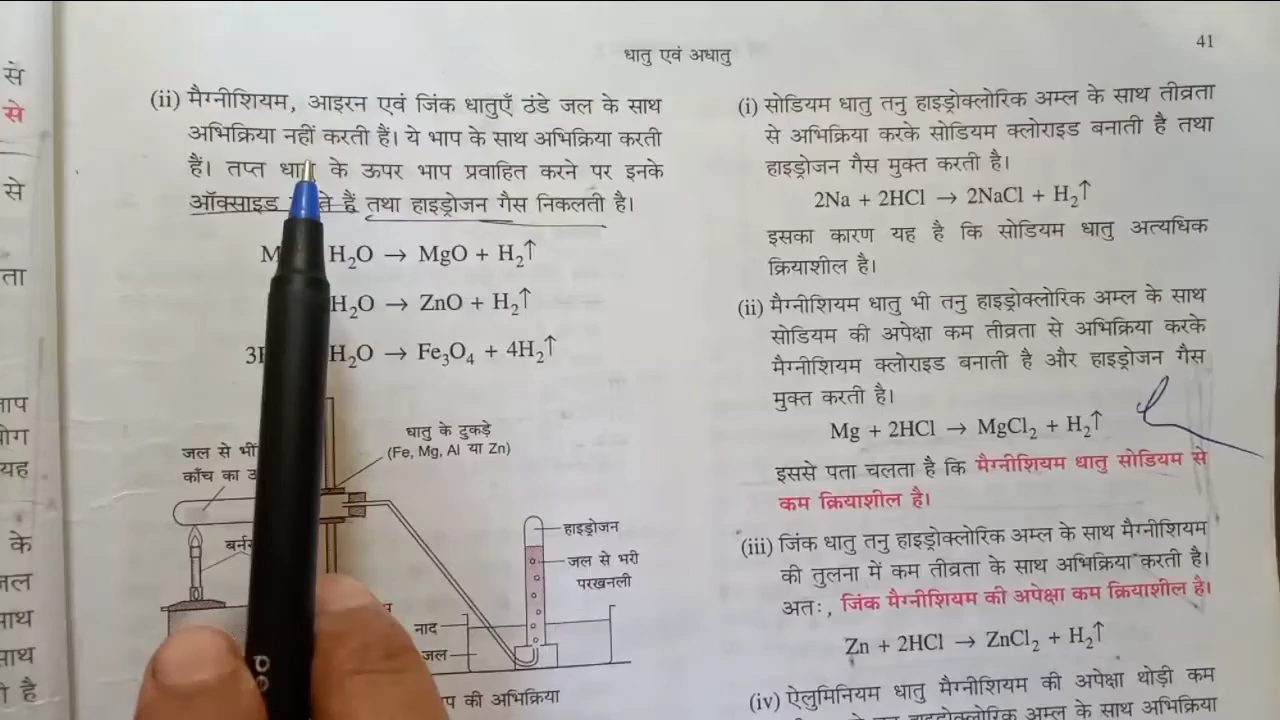 धातु एवं अधातु
41
से
से
से
ता
के
(ii) मैग्नीशियम, आइरन एवं जिंक धातुएँ ठंडे जल के साथ
अभिक्रिया नहीं करती हैं। ये भाप के साथ अभिक्रिया करती
हैं। तप्त के ऊपर भाप प्रवाहित करने पर इनके
ऑक्साइड हैं तथा हाइड्रोजन गैस निकलती है।
H₂O → MgO + H₂↑
H₂O → ZnO + H₂↑
H₂O → Fe₃O₄ + 4H₂↑
धातु के टुकड़े
(Fe, Mg, Al या Zn)
जल से
काँच का
हाइड्रोजन
जल से भरी
परखनली
नाद
जल
की अभिक्रिया
(i) सोडियम धातु तनु हाइड्रोक्लोरिक अम्ल के साथ तीव्रता
से अभिक्रिया करके सोडियम क्लोराइड बनाती है तथा
हाइड्रोजन गैस मुक्त करती है।
2Na + 2HCl → 2NaCl + H₂↑
इसका कारण यह है कि सोडियम धातु अत्यधिक
क्रियाशील है।
(ii) मैग्नीशियम धातु भी तनु हाइड्रोक्लोरिक अम्ल के साथ
सोडियम की अपेक्षा कम तीव्रता से अभिक्रिया करके
मैग्नीशियम क्लोराइड बनाती है और हाइड्रोजन गैस
मुक्त करती है।
Mg + 2HCl → MgCl₂ + H₂↑
इससे पता चलता है कि मैग्नीशियम धातु सोडियम से
कम क्रियाशील है।
(iii) जिंक धातु तनु हाइड्रोक्लोरिक अम्ल के साथ मैग्नीशियम
की तुलना में कम तीव्रता के साथ अभिक्रिया करती है।
अतः, जिंक मैग्नीशियम की अपेक्षा कम क्रियाशील है।
Zn + 2HCl → ZnCl₂ + H₂↑
(iv) ऐलुमिनियम धातु मैग्नीशियम की अपेक्षा थोड़ी कम
हाइड्रोक्लोरिक अम्ल के साथ अभिक्रिया